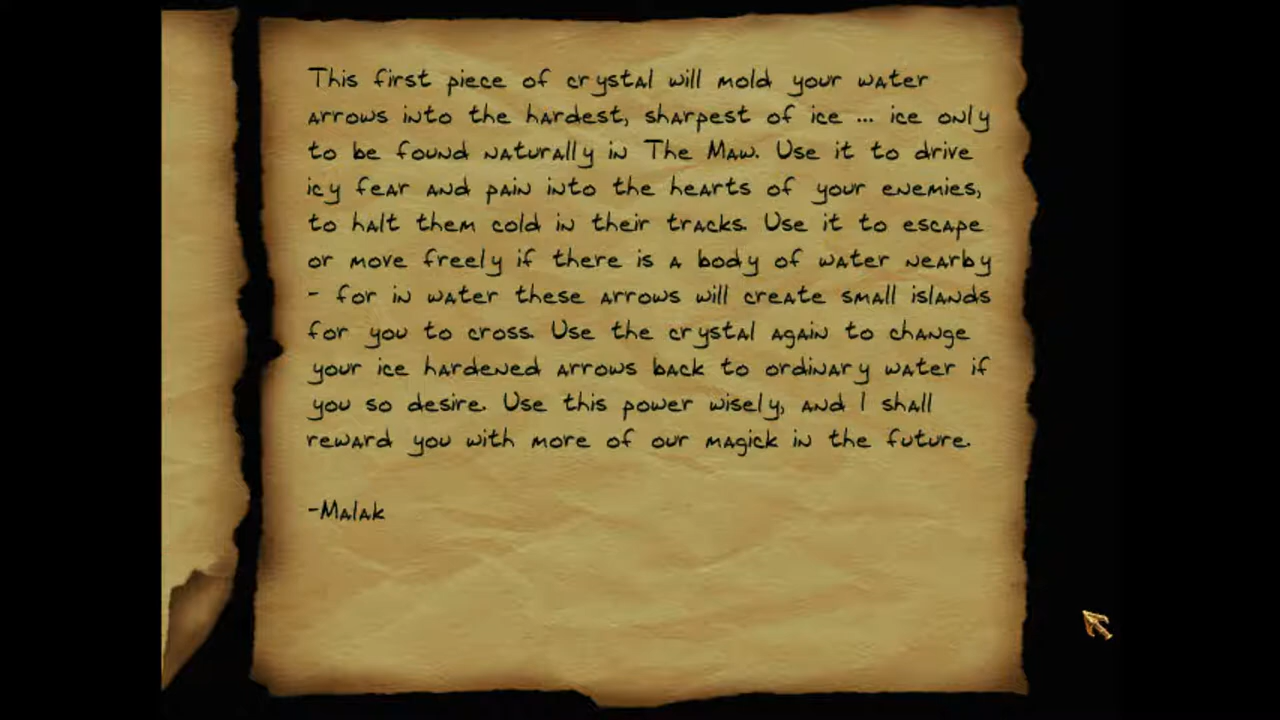 This first piece of crystal will mold your water
arrows into the hardest, sharpest of ice ... ice only
to be found naturally in The Maw. Use it to drive
icy fear and pain into the hearts of your enemies,
to halt them cold in their tracks. Use it to escape
or move freely if there is a body of water nearby
- for in water these arrows will create small islands
for you to cross. Use the crystal again to change
your ice hardened arrows back to ordinary water if
you so desire. Use this power wisely, and I shall
reward you with more of our magick in the future.
-Malak